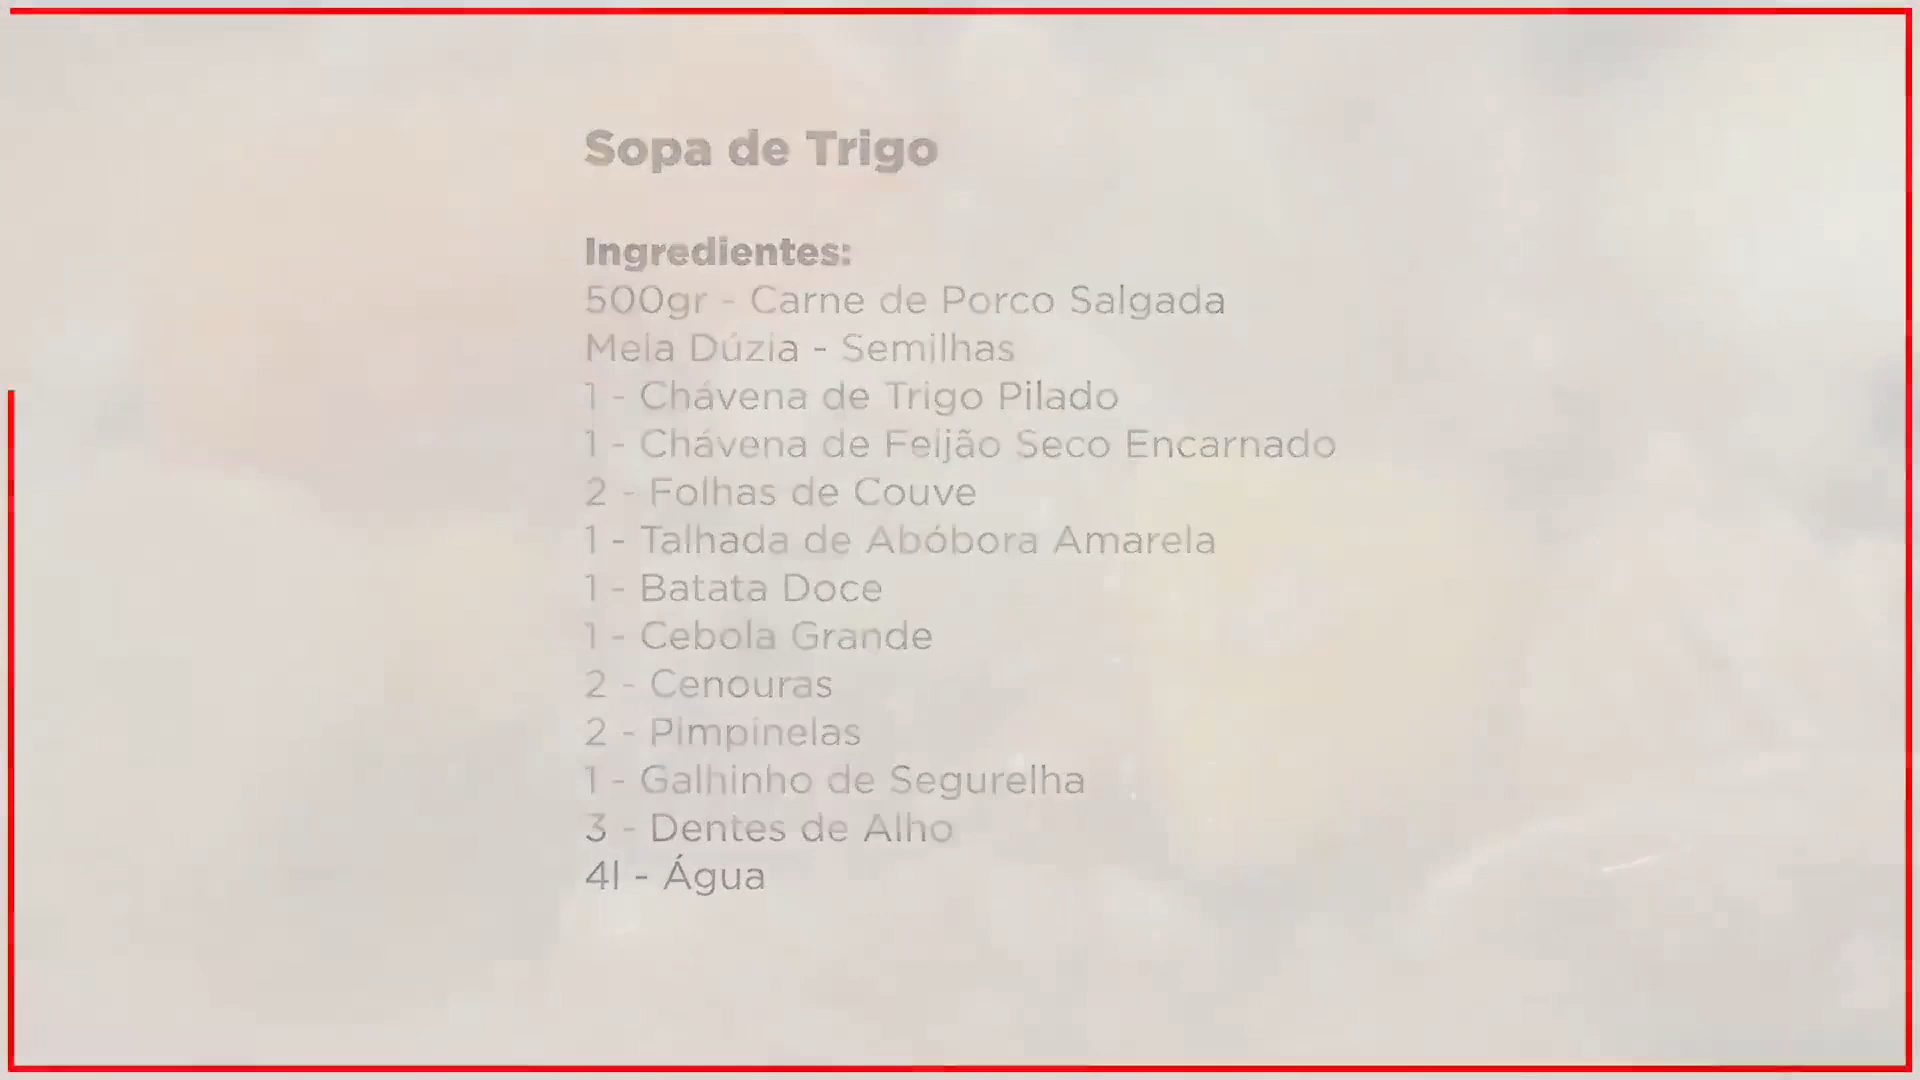 Sopa de Trigo
Ingredientes:
500gr - Carne de Porco Salgada
Meia Dúzia - Semilhas
1 - Chávena de Trigo Pilado
1 - Chávena de Feijão Seco Encarnado
2 - Folhas de Couve
1 - Talhada de Abóbora Amarela
1 - Batata Doce
1 - Cebola Grande
2 - Cenouras
2 - Pimpinelas
1 - Galhinho de Segurelha
3 - Dentes de Alho
4l - Água